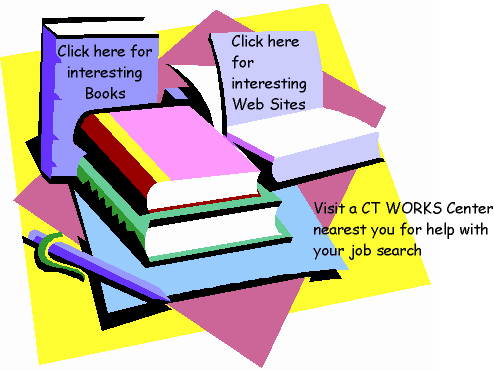 Click here for
interesting
Books
Click here
for
interesting
Web Sites
Visit a CT WORKS Center
nearest you for help with
your job search